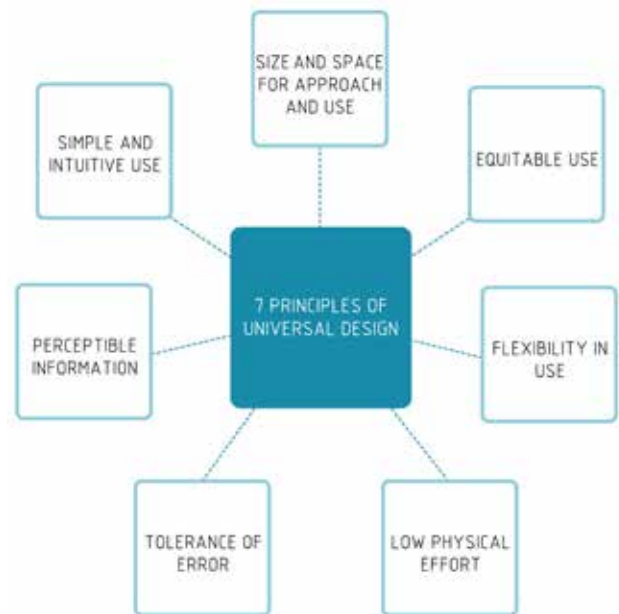 SIZE AND SPACE
FOR APPROACH
AND USE
SIMPLE AND
INTUITIVE USE
EQUITABLE USE
7 PRINCIPLES OF
UNIVERSAL DESIGN
PERCEPTIBLE
INFORMATION
FLEXIBILITY IN
USE
TOLERANCE OF
ERROR
LOW PHYSICAL
EFFORT